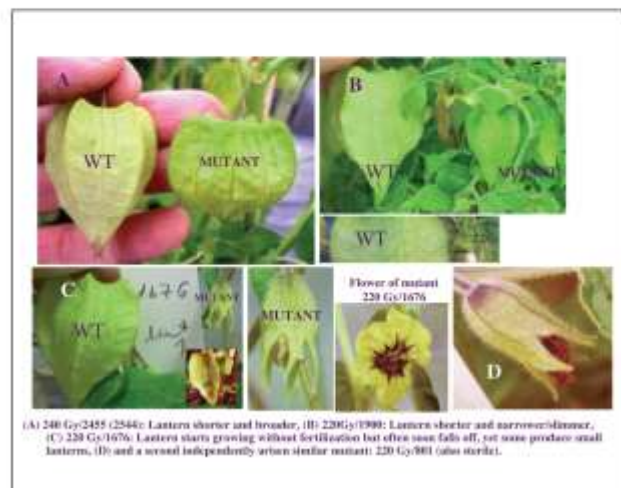 A
WT
MUTANT
B
WT
MUTANT
WT
C
WT
1676
MUTANT
MUTANT
Flower of mutant
220 Gy/1676
D
(A) 240 Gy/2455 (2544): Lantern shorter and broader, (B) 220Gy/1900: Lantern shorter and narrower/slimmer,
(C) 220 Gy/1676: Lantern starts growing without fertilization but often soon falls off, yet some produce small
lanterns, (D) and a second independently arisen similar mutant: 220 Gy/801 (also sterile).